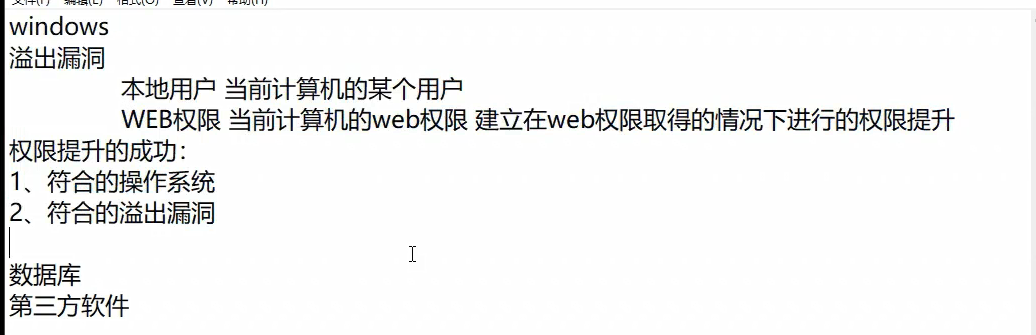 文件(F) 编辑(E) 格式(O) 查看(V) 帮助(H)
windows
溢出漏洞
本地用户 当前计算机的某个用户
WEB权限 当前计算机的web权限 建立在web权限取得的情况下进行的权限提升
权限提升的成功：
1、符合的操作系统
2、符合的溢出漏洞
数据库
第三方软件